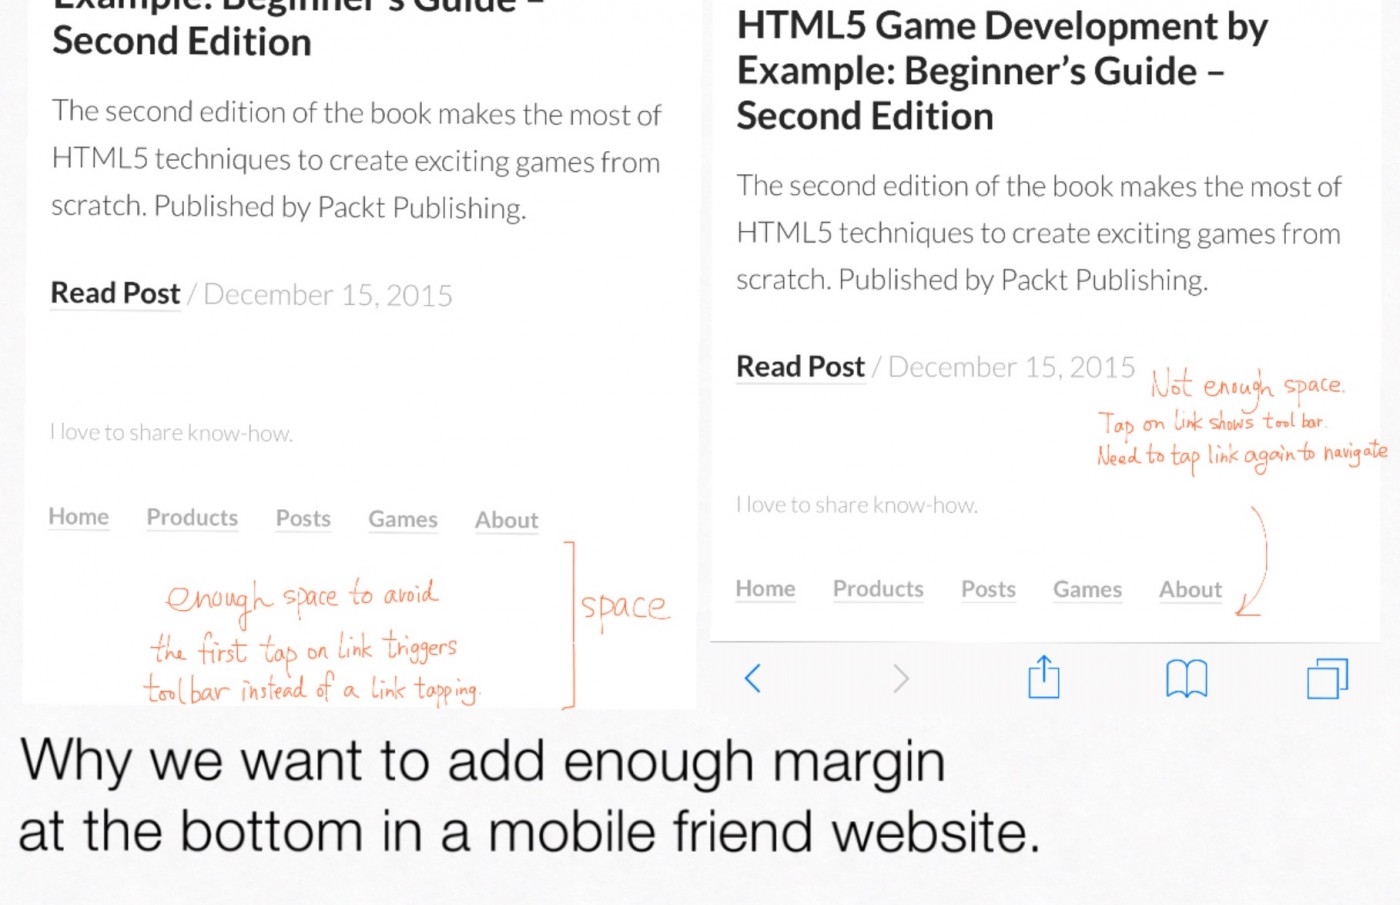 Example: Beginner's Guide –
Second Edition
The second edition of the book makes the most of
HTML5 techniques to create exciting games from
scratch. Published by Packt Publishing.
Read Post / December 15, 2015
I love to share know-how.
Home Products Posts Games About
enough space to avoid
the first tap on link triggers
toolbar instead of a link tapping.
space
HTML5 Game Development by
Example: Beginner's Guide –
Second Edition
The second edition of the book makes the most of
HTML5 techniques to create exciting games from
scratch. Published by Packt Publishing.
Read Post / December 15, 2015
Not enough space.
Tap on link shows tool bar.
Need to tap link again to navigate
I love to share know-how.
Home Products Posts Games About
Why we want to add enough margin
at the bottom in a mobile friend website.